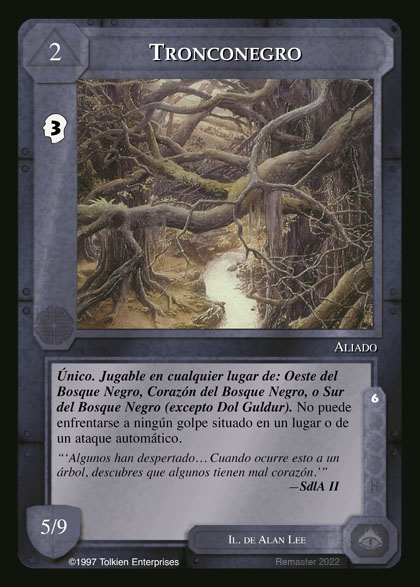 2
TRONCONEGRO
3
ALIADO
Único. Jugable en cualquier lugar de: Oeste del
Bosque Negro, Corazón del Bosque Negro, o Sur
del Bosque Negro (excepto Dol Guldur). No puede
enfrentarse a ningún golpe situado en un lugar o de
un ataque automático.
“‘Algunos han despertado… Cuando ocurre esto a un
árbol, descubres que algunos tienen mal corazón.’”
—SdlA II
6
H
5/9
IL. DE ALAN LEE
©1997 Tolkien Enterprises
Remaster 2022